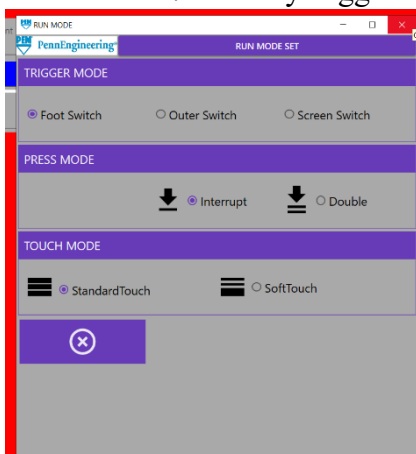 RUN MODE
PennEngineering®
RUN MODE SET
TRIGGER MODE
Foot Switch
Outer Switch
Screen Switch
PRESS MODE
Interrupt
Double
TOUCH MODE
StandardTouch
SoftTouch